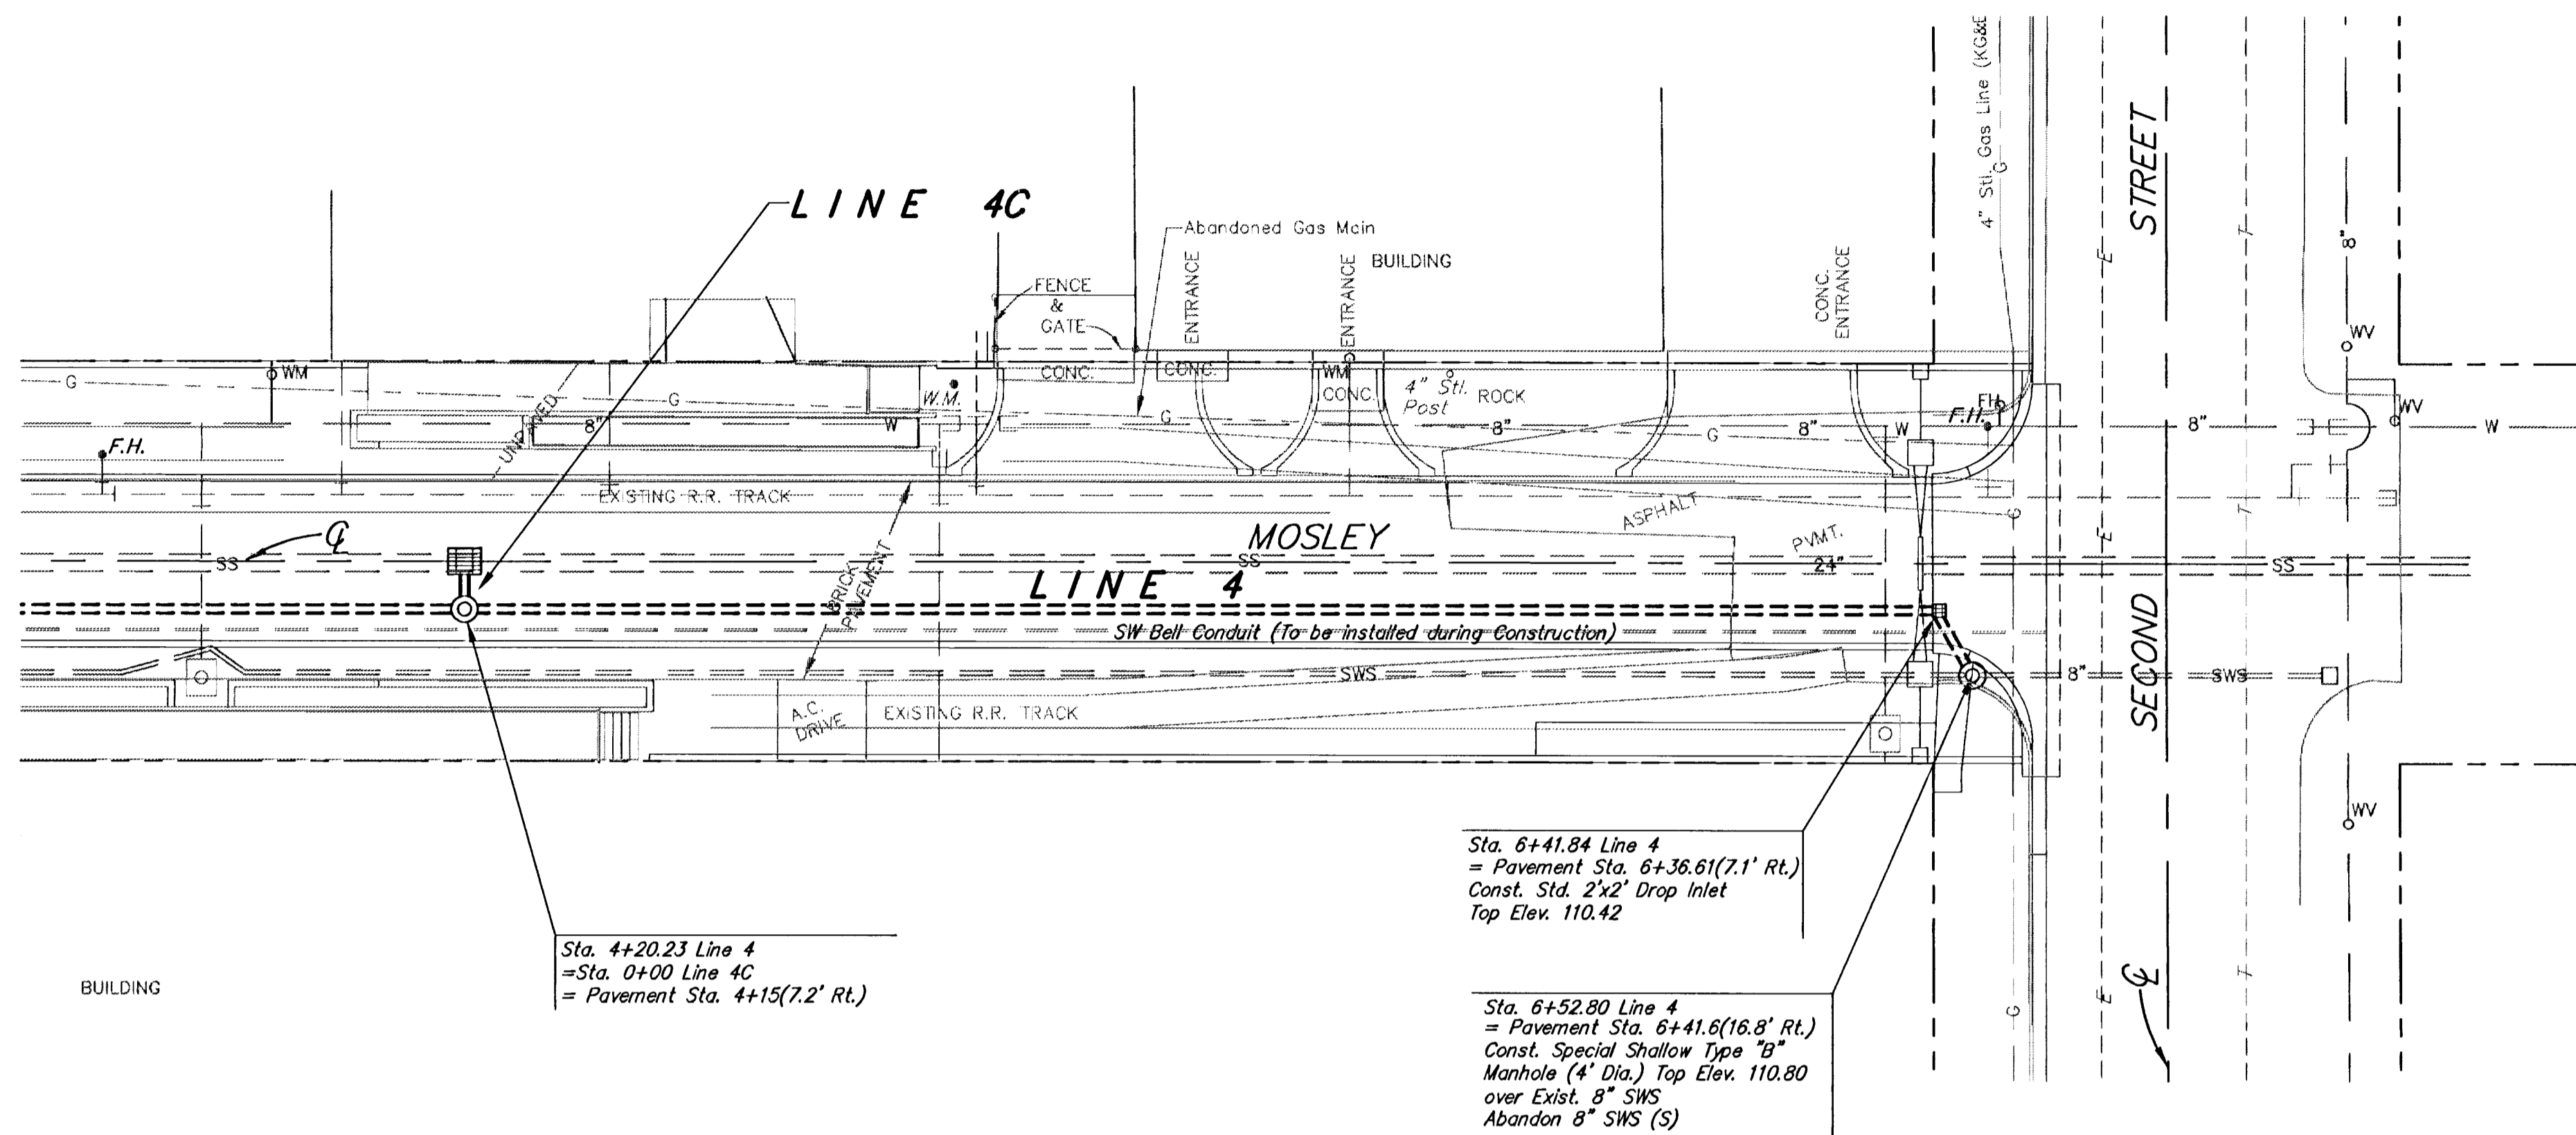 4" Stl. Gas Line (KG&E
G
STREET
E
T
8"
LINE 4C
Abandoned Gas Main
ENTRANCE
ENTRANCE
BUILDING
CONC.
ENTRANCE
FENCE
&
GATE
WV
G
WM
G
W.M.
CONC.
CONC.
WM
CONC.
4" Stl.
Post
ROCK
FH
F.H.
WV
UNPAVED
8"
W
G
8"
G
8"
W
8"
W
F.H.
EXISTING R.R. TRACK
ASPHALT
G
T
℄
MOSLEY
PVMT.
E
SS
SS
24"
SS
BRICK
PAVEMENT
LINE 4
SW Bell Conduit (To be installed during Construction)
SECOND
SWS
8"
SWS
A.C.
DRIVE
EXISTING R.R. TRACK
WV
Sta. 6+41.84 Line 4
= Pavement Sta. 6+36.61(7.1' Rt.)
Const. Std. 2'x2' Drop Inlet
Top Elev. 110.42
Sta. 4+20.23 Line 4
=Sta. 0+00 Line 4C
= Pavement Sta. 4+15(7.2' Rt.)
BUILDING
℄
E
T
G
Sta. 6+52.80 Line 4
= Pavement Sta. 6+41.6(16.8' Rt.)
Const. Special Shallow Type "B"
Manhole (4' Dia.) Top Elev. 110.80
over Exist. 8" SWS
Abandon 8" SWS (S)